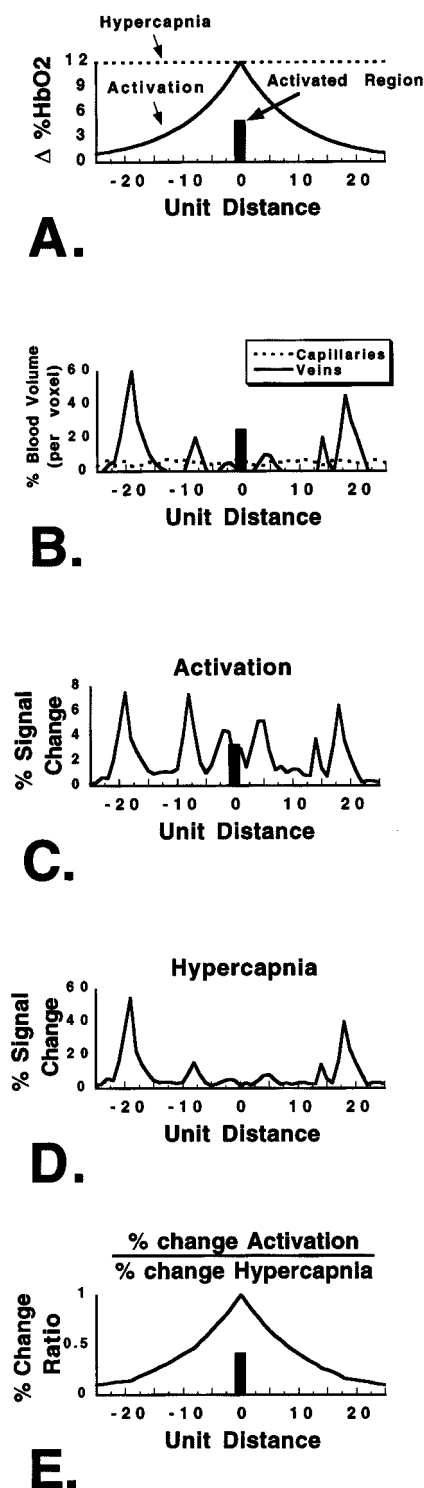 Hypercapnia
Δ %HbO2
12
9
6
3
0
Activation
Activated Region
-20 -10 0 10 20
Unit Distance
A.
% Blood Volume
(per voxel)
60
40
20
0
Capillaries
Veins
-20 -10 0 10 20
Unit Distance
B.
Activation
% Signal
Change
8
6
4
2
0
-20 -10 0 10 20
Unit Distance
C.
Hypercapnia
% Signal
Change
60
40
20
0
-20 -10 0 10 20
Unit Distance
D.
% change Activation
% change Hypercapnia
% Change
Ratio
1
0.5
0
-20 -10 0 10 20
Unit Distance
E.